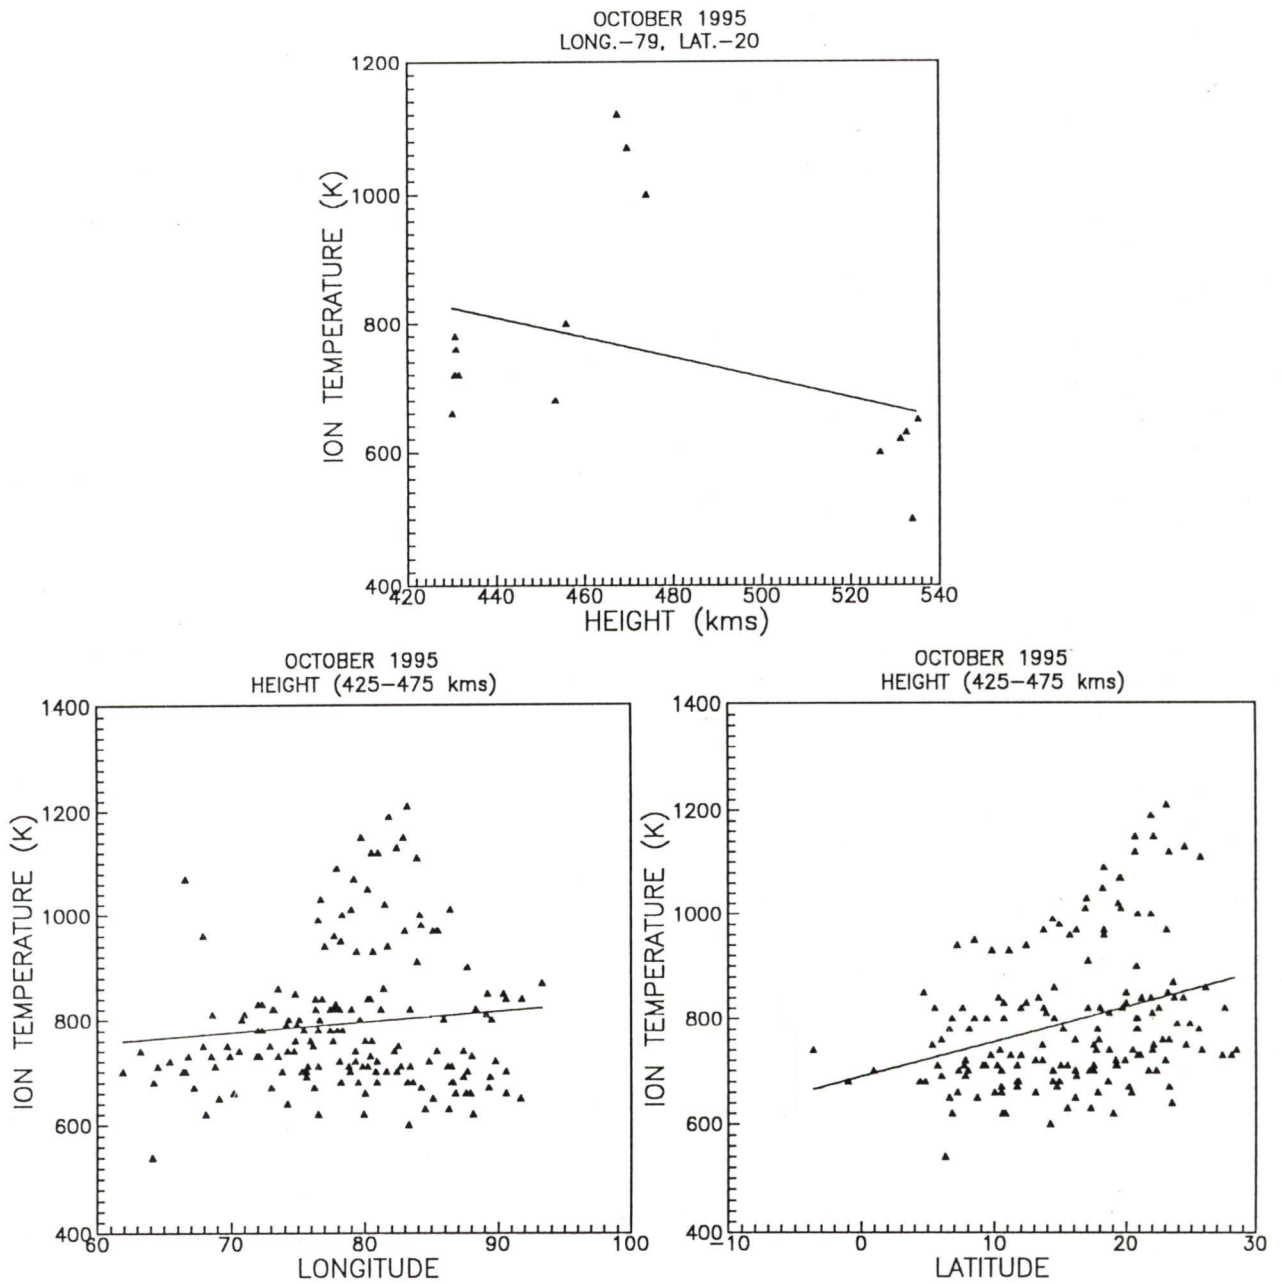 OCTOBER 1995
LONG.-79, LAT.-20
1200
1000
800
600
400
ION TEMPERATURE (K)
420 440 460 480 500 520 540
HEIGHT (kms)
OCTOBER 1995
HEIGHT (425-475 kms)
1400
1200
1000
800
600
400
ION TEMPERATURE (K)
60 70 80 90 100
LONGITUDE
OCTOBER 1995
HEIGHT (425-475 kms)
1400
1200
1000
800
600
400
ION TEMPERATURE (K)
-10 0 10 20 30
LATITUDE